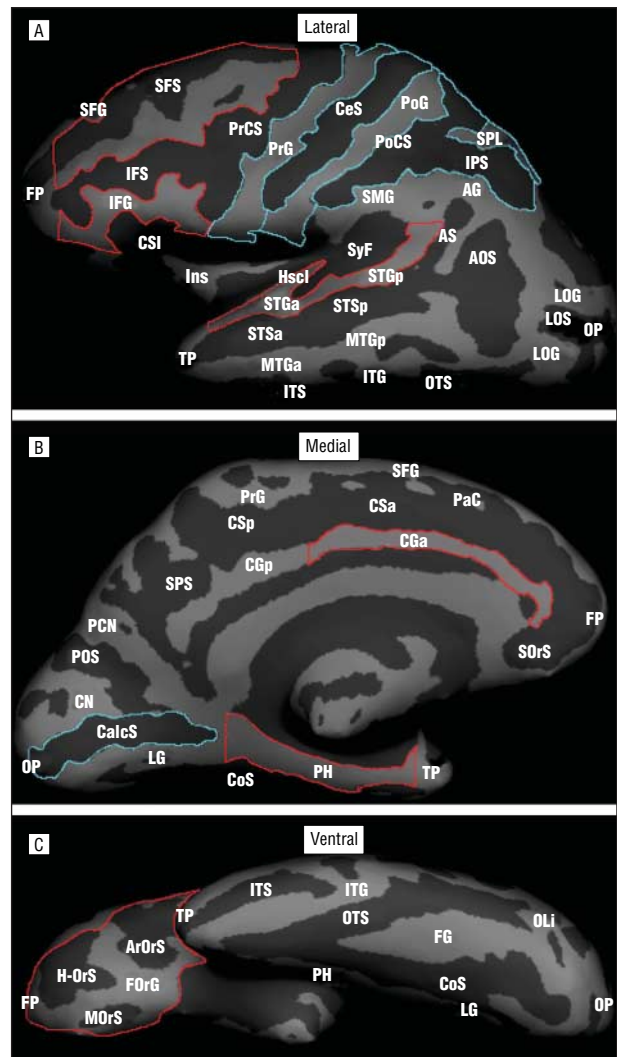 A
Lateral
SFS
SFG
CeS
PoG
PrCS
PrG
PoCS
SPL
IPS
IFS
FP
IFG
SMG
AG
CSI
SyF
AS
AOS
Ins
HscI
STGp
STGa
STSp
LOG
LOS
OP
STSa
MTGp
TP
MTGa
LOG
ITS
ITG
OTS
B
Medial
SFG
PrG
PaC
CSa
CSp
CGa
CGp
SPS
FP
PCN
SOrS
POS
CN
CalcS
OP
LG
CoS
PH
TP
C
Ventral
ITS
ITG
TP
OTS
OLi
ArOrS
FG
H-OrS
FOrG
PH
CoS
FP
LG
OP
MOrS